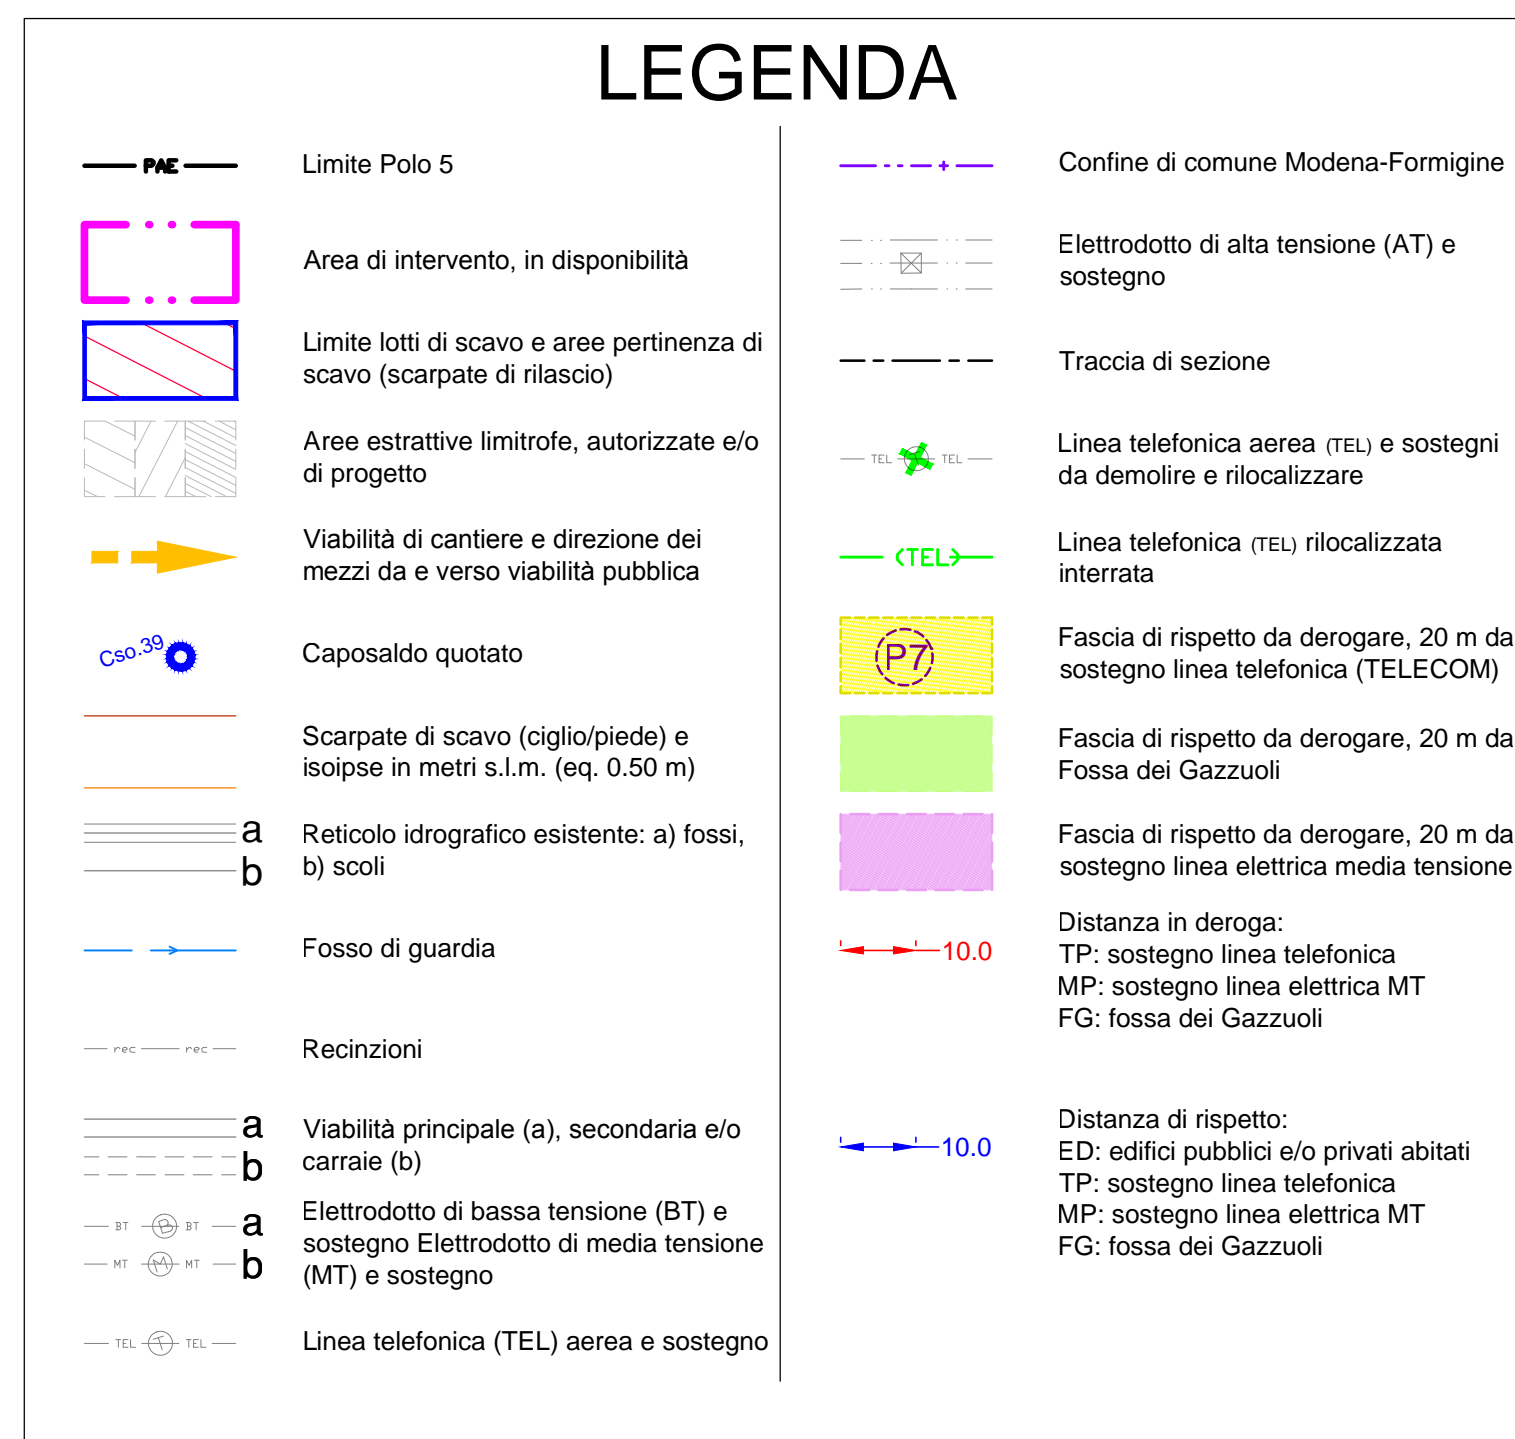 LEGENDA
PAE
Limite Polo 5
Area di intervento, in disponibilità
Limite lotti di scavo e aree pertinenza di
scavo (scarpate di rilascio)
Aree estrattive limitrofe, autorizzate e/o
di progetto
Viabilità di cantiere e direzione dei
mezzi da e verso viabilità pubblica
Cso.39
Caposaldo quotato
Scarpate di scavo (ciglio/piede) e
isoipse in metri s.l.m. (eq. 0.50 m)
a
b
Reticolo idrografico esistente: a) fossi,
b) scoli
Fosso di guardia
rec rec
Recinzioni
a
b
Viabilità principale (a), secondaria e/o
carraie (b)
BT B BT a
MT M MT b
Elettrodotto di bassa tensione (BT) e
sostegno Elettrodotto di media tensione
(MT) e sostegno
TEL T TEL
Linea telefonica (TEL) aerea e sostegno
Confine di comune Modena-Formigine
Elettrodotto di alta tensione (AT) e
sostegno
Traccia di sezione
TEL TEL
Linea telefonica aerea (TEL) e sostegni
da demolire e rilocalizzare
(TEL)
Linea telefonica (TEL) rilocalizzata
interrata
P7
Fascia di rispetto da derogare, 20 m da
sostegno linea telefonica (TELECOM)
Fascia di rispetto da derogare, 20 m da
Fossa dei Gazzuoli
Fascia di rispetto da derogare, 20 m da
sostegno linea elettrica media tensione
10.0
Distanza in deroga:
TP: sostegno linea telefonica
MP: sostegno linea elettrica MT
FG: fossa dei Gazzuoli
10.0
Distanza di rispetto:
ED: edifici pubblici e/o privati abitati
TP: sostegno linea telefonica
MP: sostegno linea elettrica MT
FG: fossa dei Gazzuoli